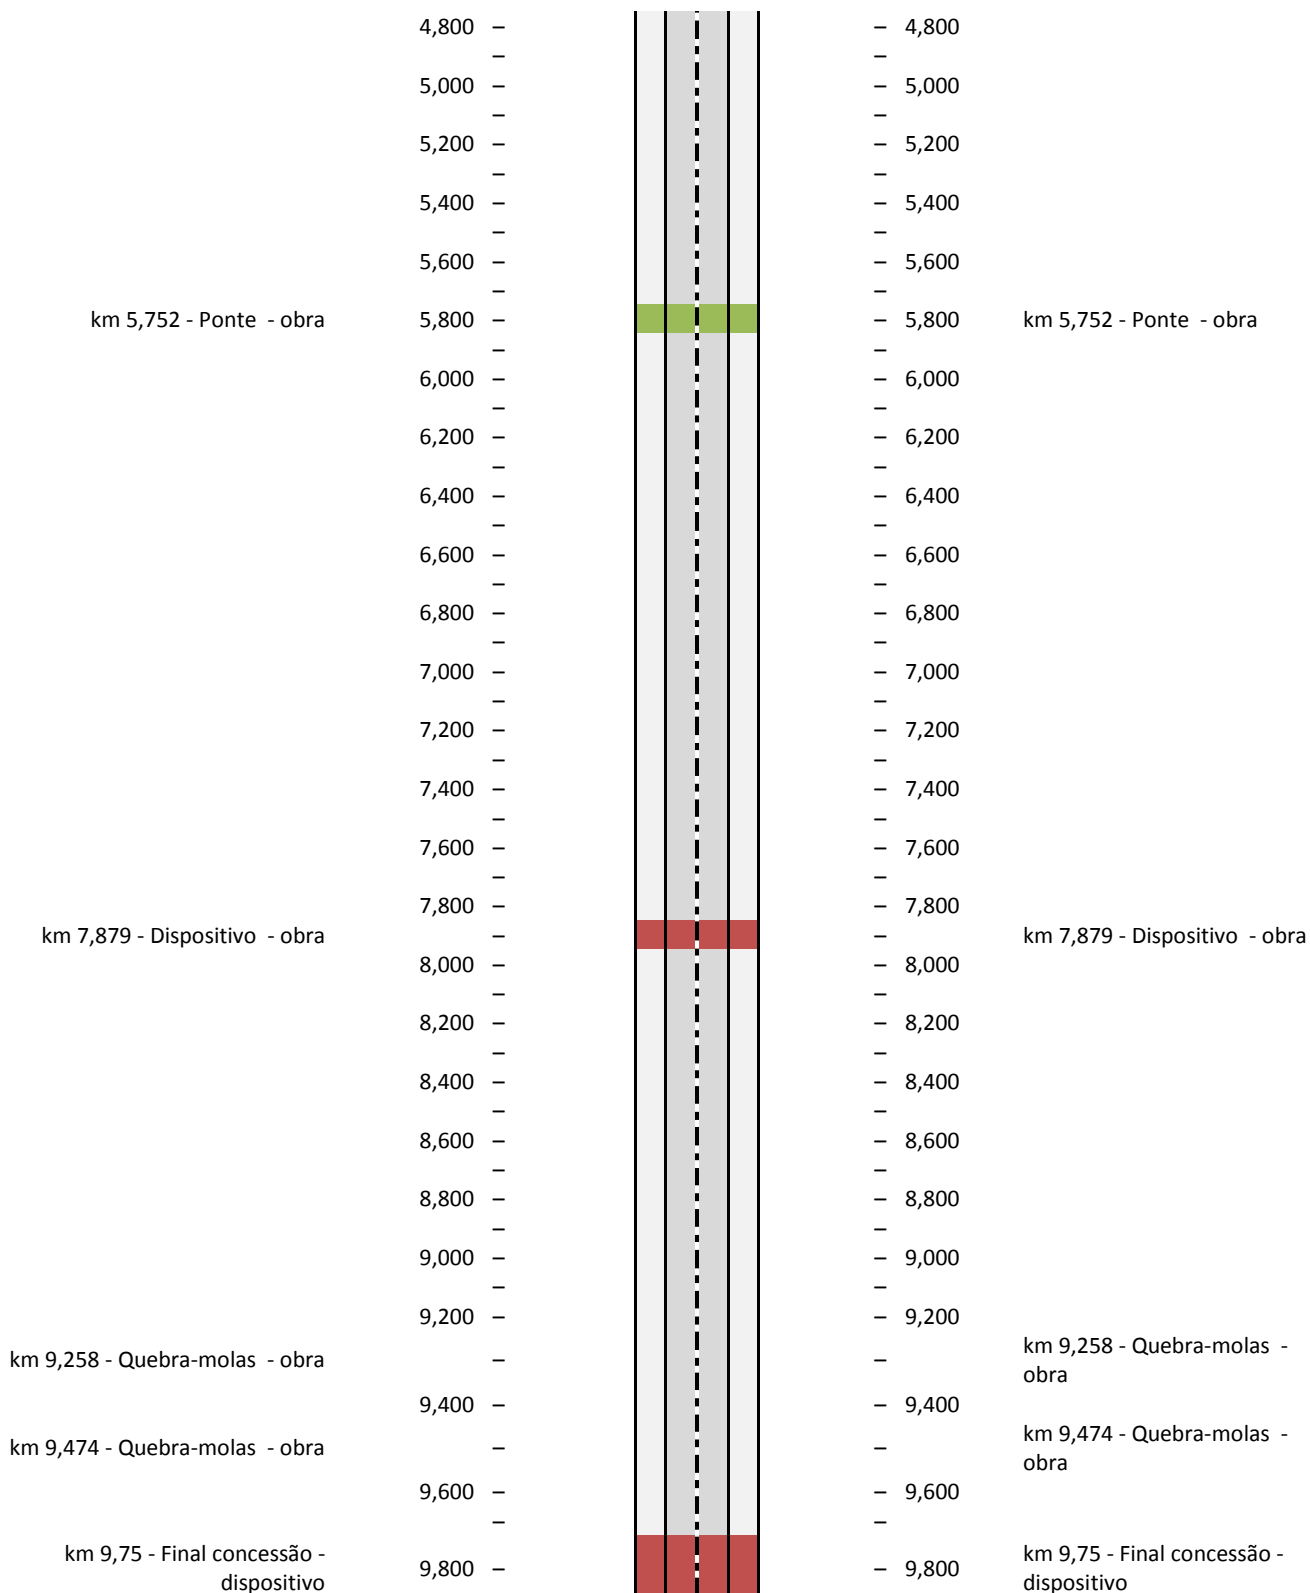 4,800 – – 4,800
– –
5,000 – – 5,000
– –
5,200 – – 5,200
– –
5,400 – – 5,400
– –
5,600 – – 5,600
– –
km 5,752 - Ponte - obra 5,800 – – 5,800 km 5,752 - Ponte - obra
– –
6,000 – – 6,000
– –
6,200 – – 6,200
– –
6,400 – – 6,400
– –
6,600 – – 6,600
– –
6,800 – – 6,800
– –
7,000 – – 7,000
– –
7,200 – – 7,200
– –
7,400 – – 7,400
– –
7,600 – – 7,600
– –
7,800 – – 7,800
km 7,879 - Dispositivo - obra – – km 7,879 - Dispositivo - obra
8,000 – – 8,000
– –
8,200 – – 8,200
– –
8,400 – – 8,400
– –
8,600 – – 8,600
– –
8,800 – – 8,800
– –
9,000 – – 9,000
– –
9,200 – – 9,200
km 9,258 - Quebra-molas - obra – – km 9,258 - Quebra-molas -
obra
9,400 – – 9,400
km 9,474 - Quebra-molas - obra – – km 9,474 - Quebra-molas -
obra
9,600 – – 9,600
– –
km 9,75 - Final concessão - 9,800 – – 9,800 km 9,75 - Final concessão -
dispositivo dispositivo